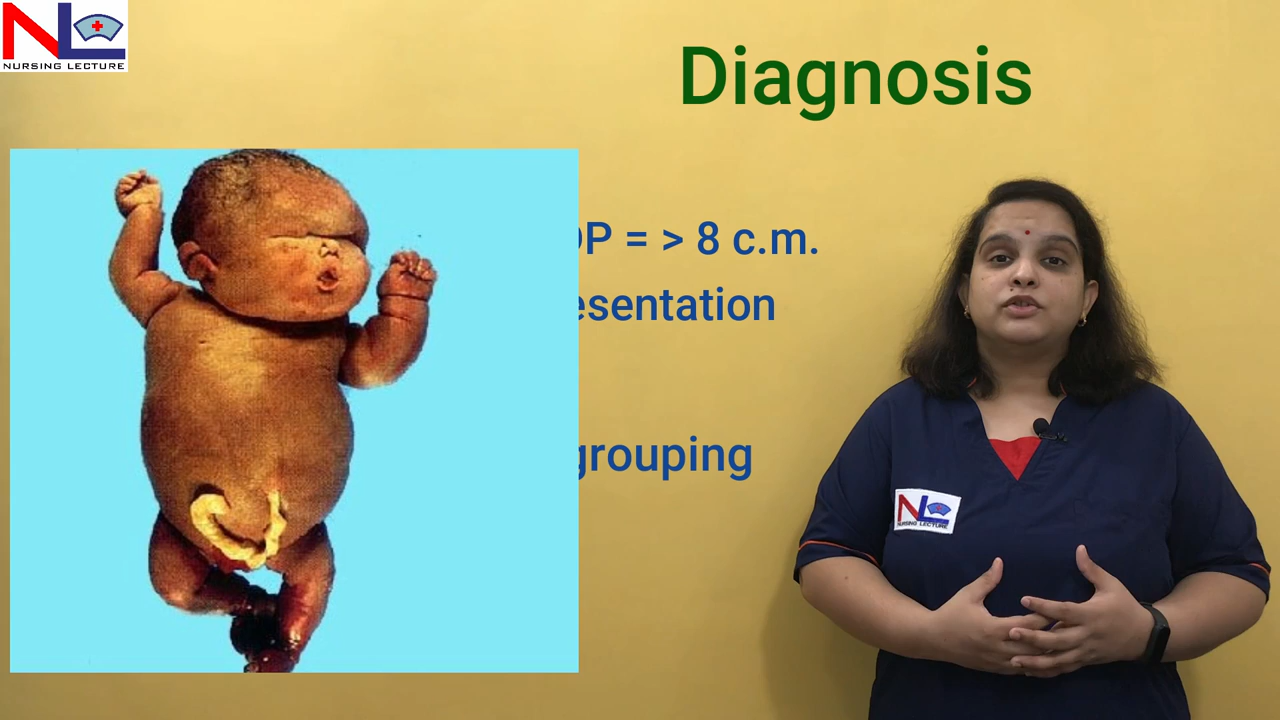 NL
NURSING LECTURE
Diagnosis
P = > 8 c.m.
esentation
grouping
NL
NURSING LECTURE